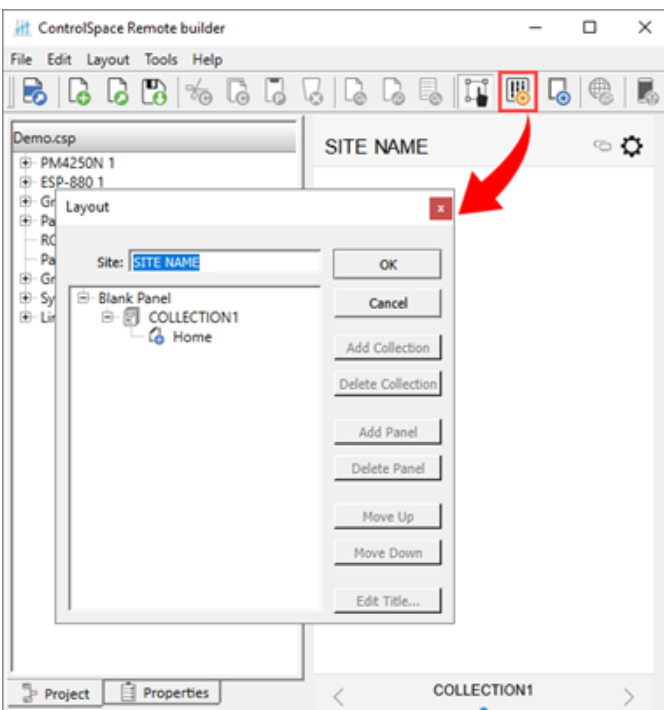 ControlSpace Remote builder
File Edit Layout Tools Help
Demo.csp
PM4250N 1
ESP-880 1
Gr
Pa
RC
Pa
Gr
Sy
Lir
SITE NAME
Layout
x
Site: SITE NAME
Blank Panel
COLLECTION1
Home
OK
Cancel
Add Collection
Delete Collection
Add Panel
Delete Panel
Move Up
Move Down
Edit Title...
Project
Properties
COLLECTION1